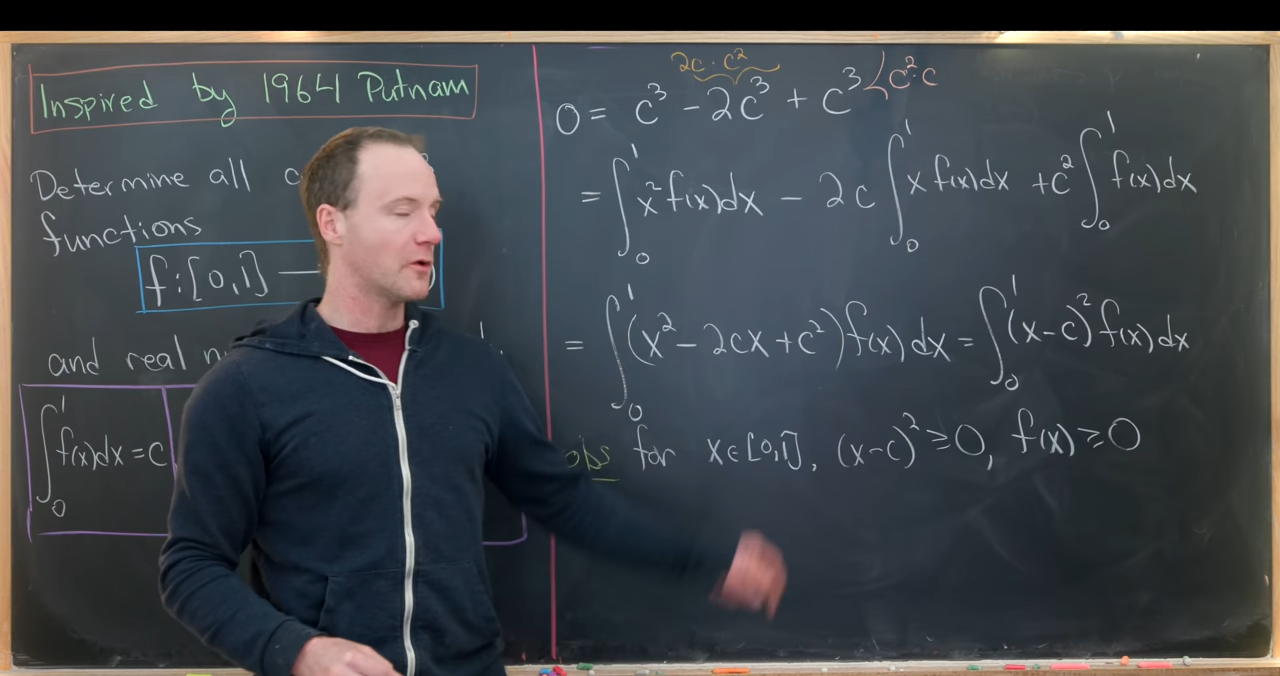 Inspired by 1964 Putnam
Determine all
functions
f:[0,1] —
and real
∫₀¹ f(x)dx = c
2c · c²
0 = c³ - 2c³ + c³
c²·c
= ∫₀¹ x² f(x)dx - 2c ∫₀¹ x f(x)dx + c² ∫₀¹ f(x)dx
= ∫₀¹ (x² - 2cx + c²) f(x) dx = ∫₀¹ (x-c)² f(x) dx
obs for x ∈ [0,1], (x-c)² ≥ 0, f(x) ≥ 0